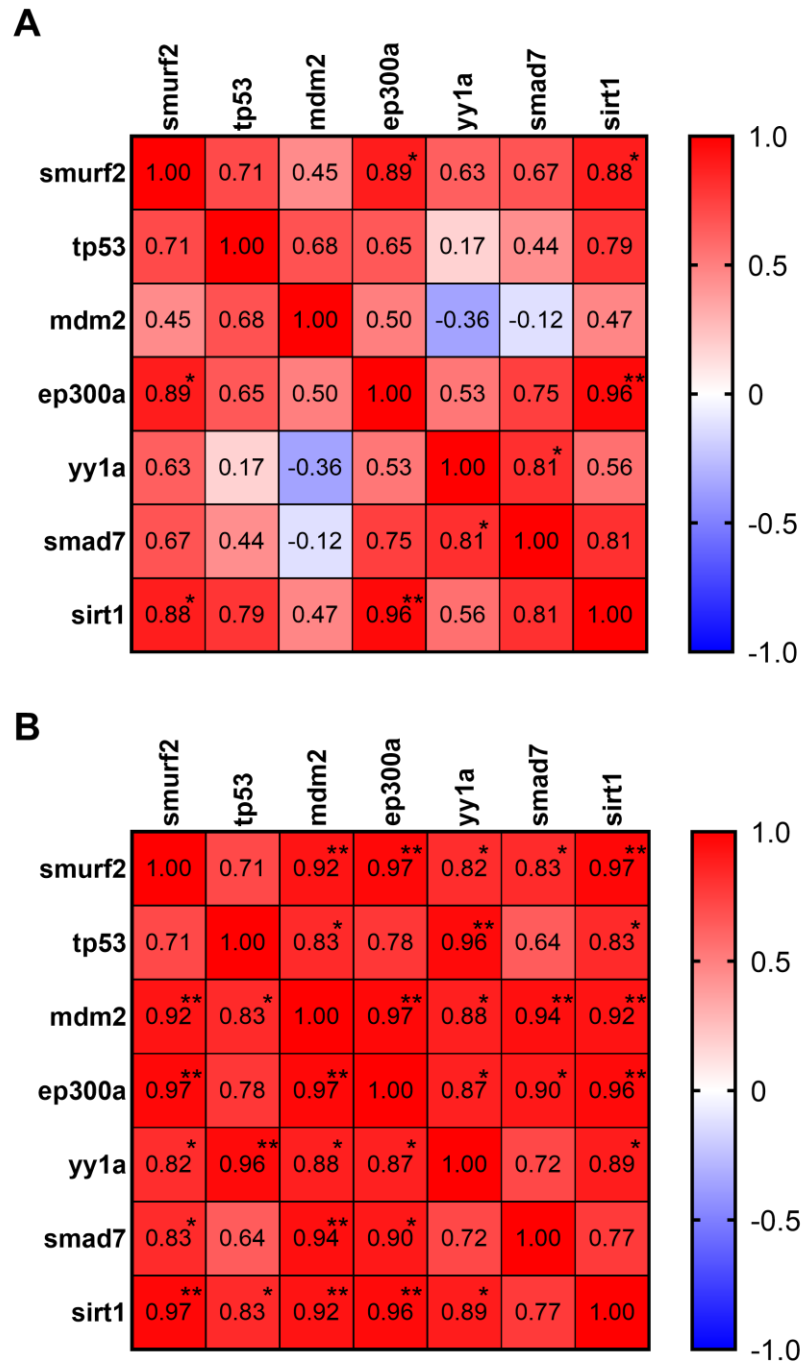 A
smurf2 tp53 mdm2 ep300a yy1a smad7 sirt1
smurf2 1.00 0.71 0.45 0.89* 0.63 0.67 0.88* 1.0
tp53 0.71 1.00 0.68 0.65 0.17 0.44 0.79 0.5
mdm2 0.45 0.68 1.00 0.50 -0.36 -0.12 0.47
ep300a 0.89* 0.65 0.50 1.00 0.53 0.75 0.96** 0
yy1a 0.63 0.17 -0.36 0.53 1.00 0.81* 0.56
smad7 0.67 0.44 -0.12 0.75 0.81* 1.00 0.81 -0.5
sirt1 0.88* 0.79 0.47 0.96** 0.56 0.81 1.00 -1.0
B
smurf2 tp53 mdm2 ep300a yy1a smad7 sirt1
smurf2 1.00 0.71 0.92** 0.97** 0.82* 0.83* 0.97** 1.0
tp53 0.71 1.00 0.83* 0.78 0.96** 0.64 0.83* 0.5
mdm2 0.92** 0.83* 1.00 0.97** 0.88* 0.94** 0.92**
ep300a 0.97** 0.78 0.97** 1.00 0.87* 0.90* 0.96** 0
yy1a 0.82* 0.96** 0.88* 0.87* 1.00 0.72 0.89*
smad7 0.83* 0.64 0.94** 0.90* 0.72 1.00 0.77 -0.5
sirt1 0.97** 0.83* 0.92** 0.96** 0.89* 0.77 1.00 -1.0